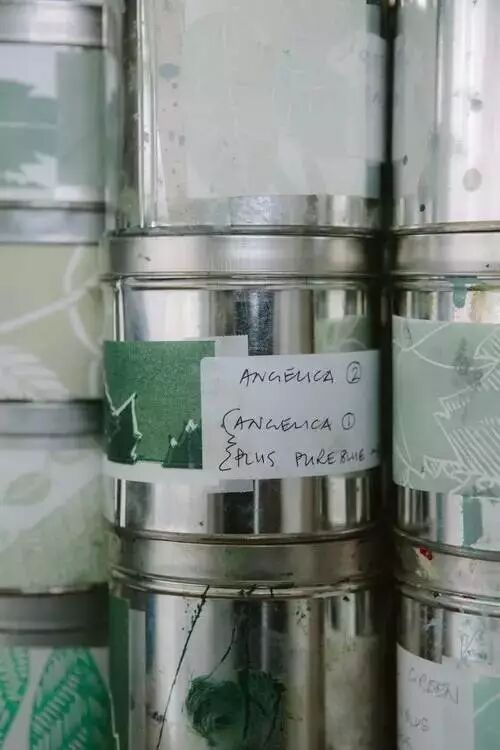 ANGELICA ②
{ANGELICA ①
PLUS PURE BLUE
GREEN